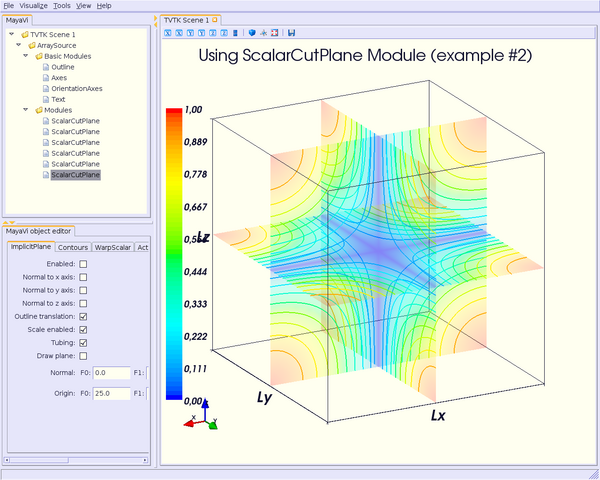 File Visualize Tools View Help
MayaVi
TVTK Scene 1
ArraySource
Basic Modules
Outline
Axes
OrientationAxes
Text
Modules
ScalarCutPlane
ScalarCutPlane
ScalarCutPlane
ScalarCutPlane
ScalarCutPlane
ScalarCutPlane
MayaVi object editor
ImplicitPlane Contours WarpScalar Act
Enabled:
Normal to x axis:
Normal to y axis:
Normal to z axis:
Outline translation:
Scale enabled:
Tubing:
Draw plane:
Normal: F0: 0.0 F1:
Origin: F0: 25.0 F1:
TVTK Scene 1
Using ScalarCutPlane Module (example #2)
1,00
0,889
0,778
0,667
Lz
0,444
0,333
0,222
0,111
0,00
Ly
Lx